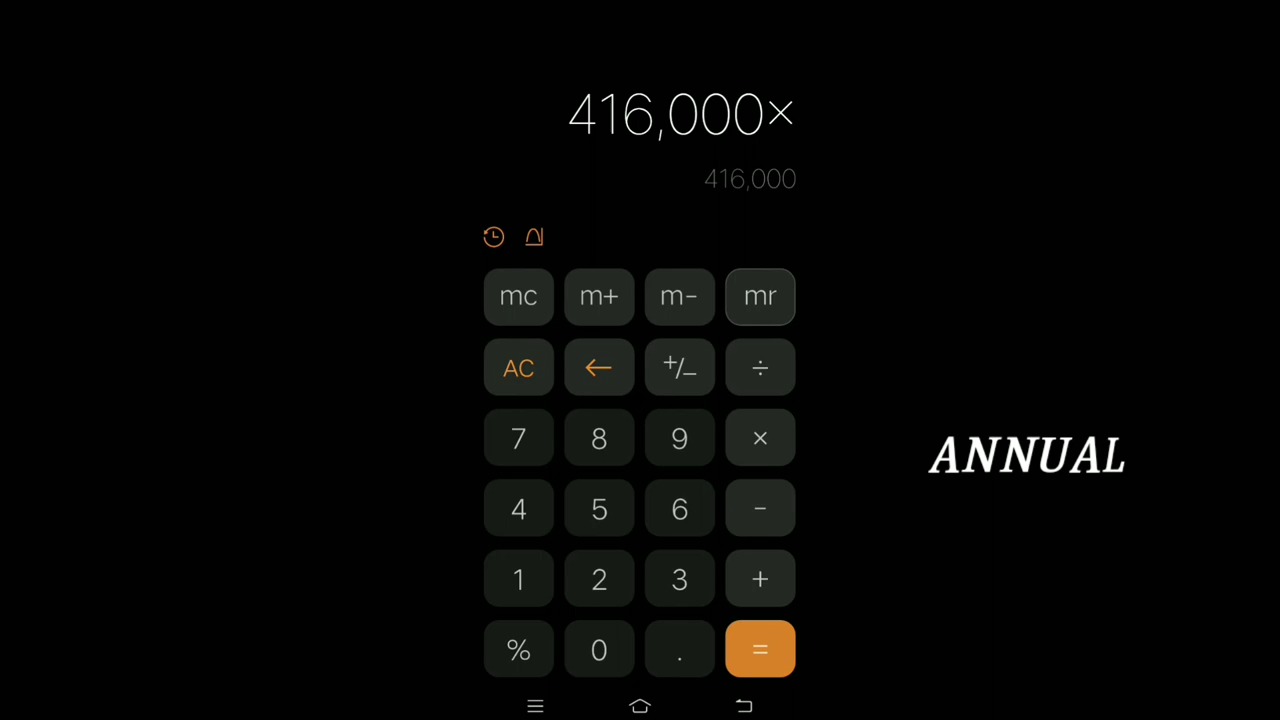 416,000×
416,000
mc m+ m- mr
AC ← +/− ÷
7 8 9 ×
4 5 6 -
ANNUAL
1 2 3 +
% 0 . =